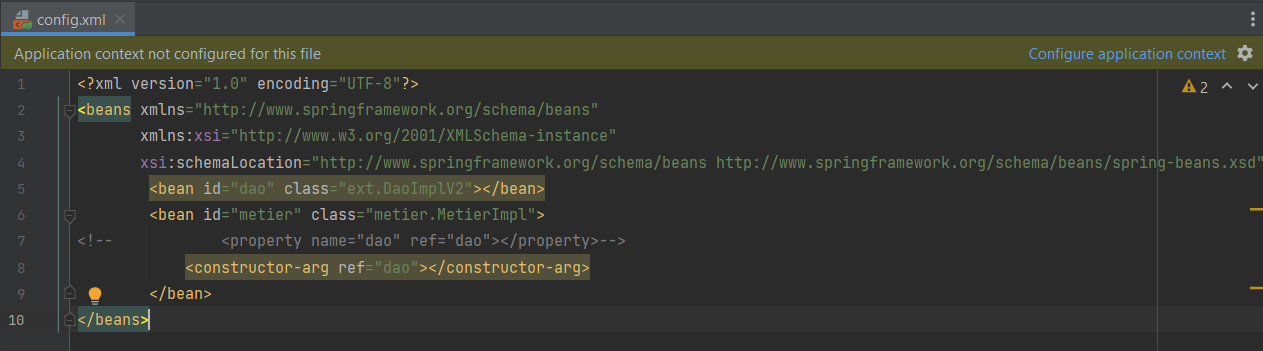 config.xml
Application context not configured for this file
Configure application context
1 <?xml version="1.0" encoding="UTF-8"?>
2 <beans xmlns="http://www.springframework.org/schema/beans"
3 xmlns:xsi="http://www.w3.org/2001/XMLSchema-instance"
4 xsi:schemaLocation="http://www.springframework.org/schema/beans http://www.springframework.org/schema/beans/spring-beans.xsd"
5 <bean id="dao" class="ext.DaoImplV2"></bean>
6 <bean id="metier" class="metier.MetierImpl">
7 <!-- <property name="dao" ref="dao"></property>-->
8 <constructor-arg ref="dao"></constructor-arg>
9 </bean>
10 </beans>
2